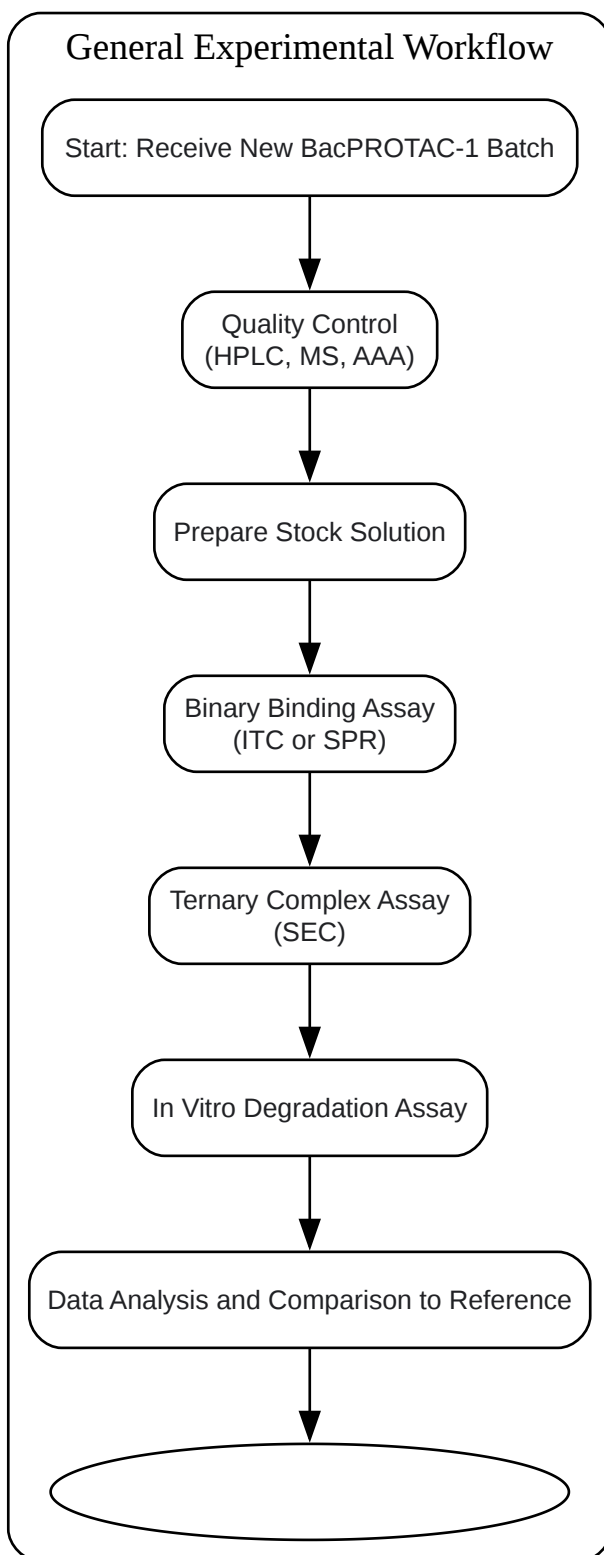 General Experimental Workflow
Start: Receive New BacPROTAC-1 Batch
Quality Control
(HPLC, MS, AAA)
Prepare Stock Solution
Binary Binding Assay
(ITC or SPR)
Ternary Complex Assay
(SEC)
In Vitro Degradation Assay
Data Analysis and Comparison to Reference